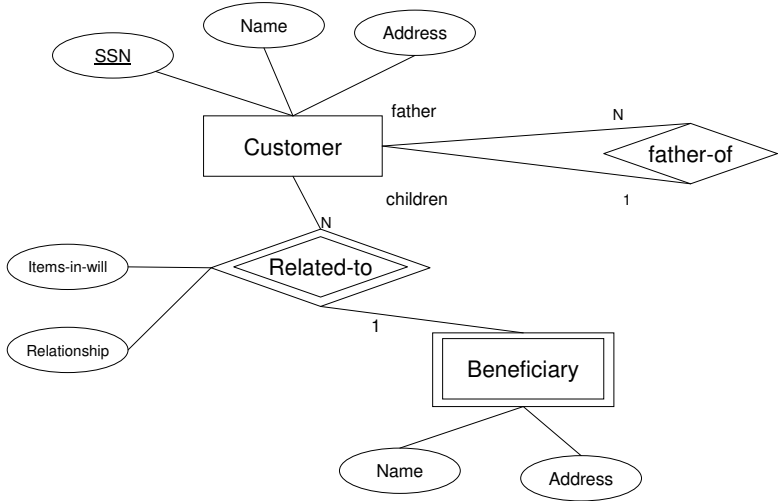 Name
Address
SSN
father
N
Customer
father-of
children
1
N
Items-in-will
Related-to
1
Relationship
Beneficiary
Name
Address